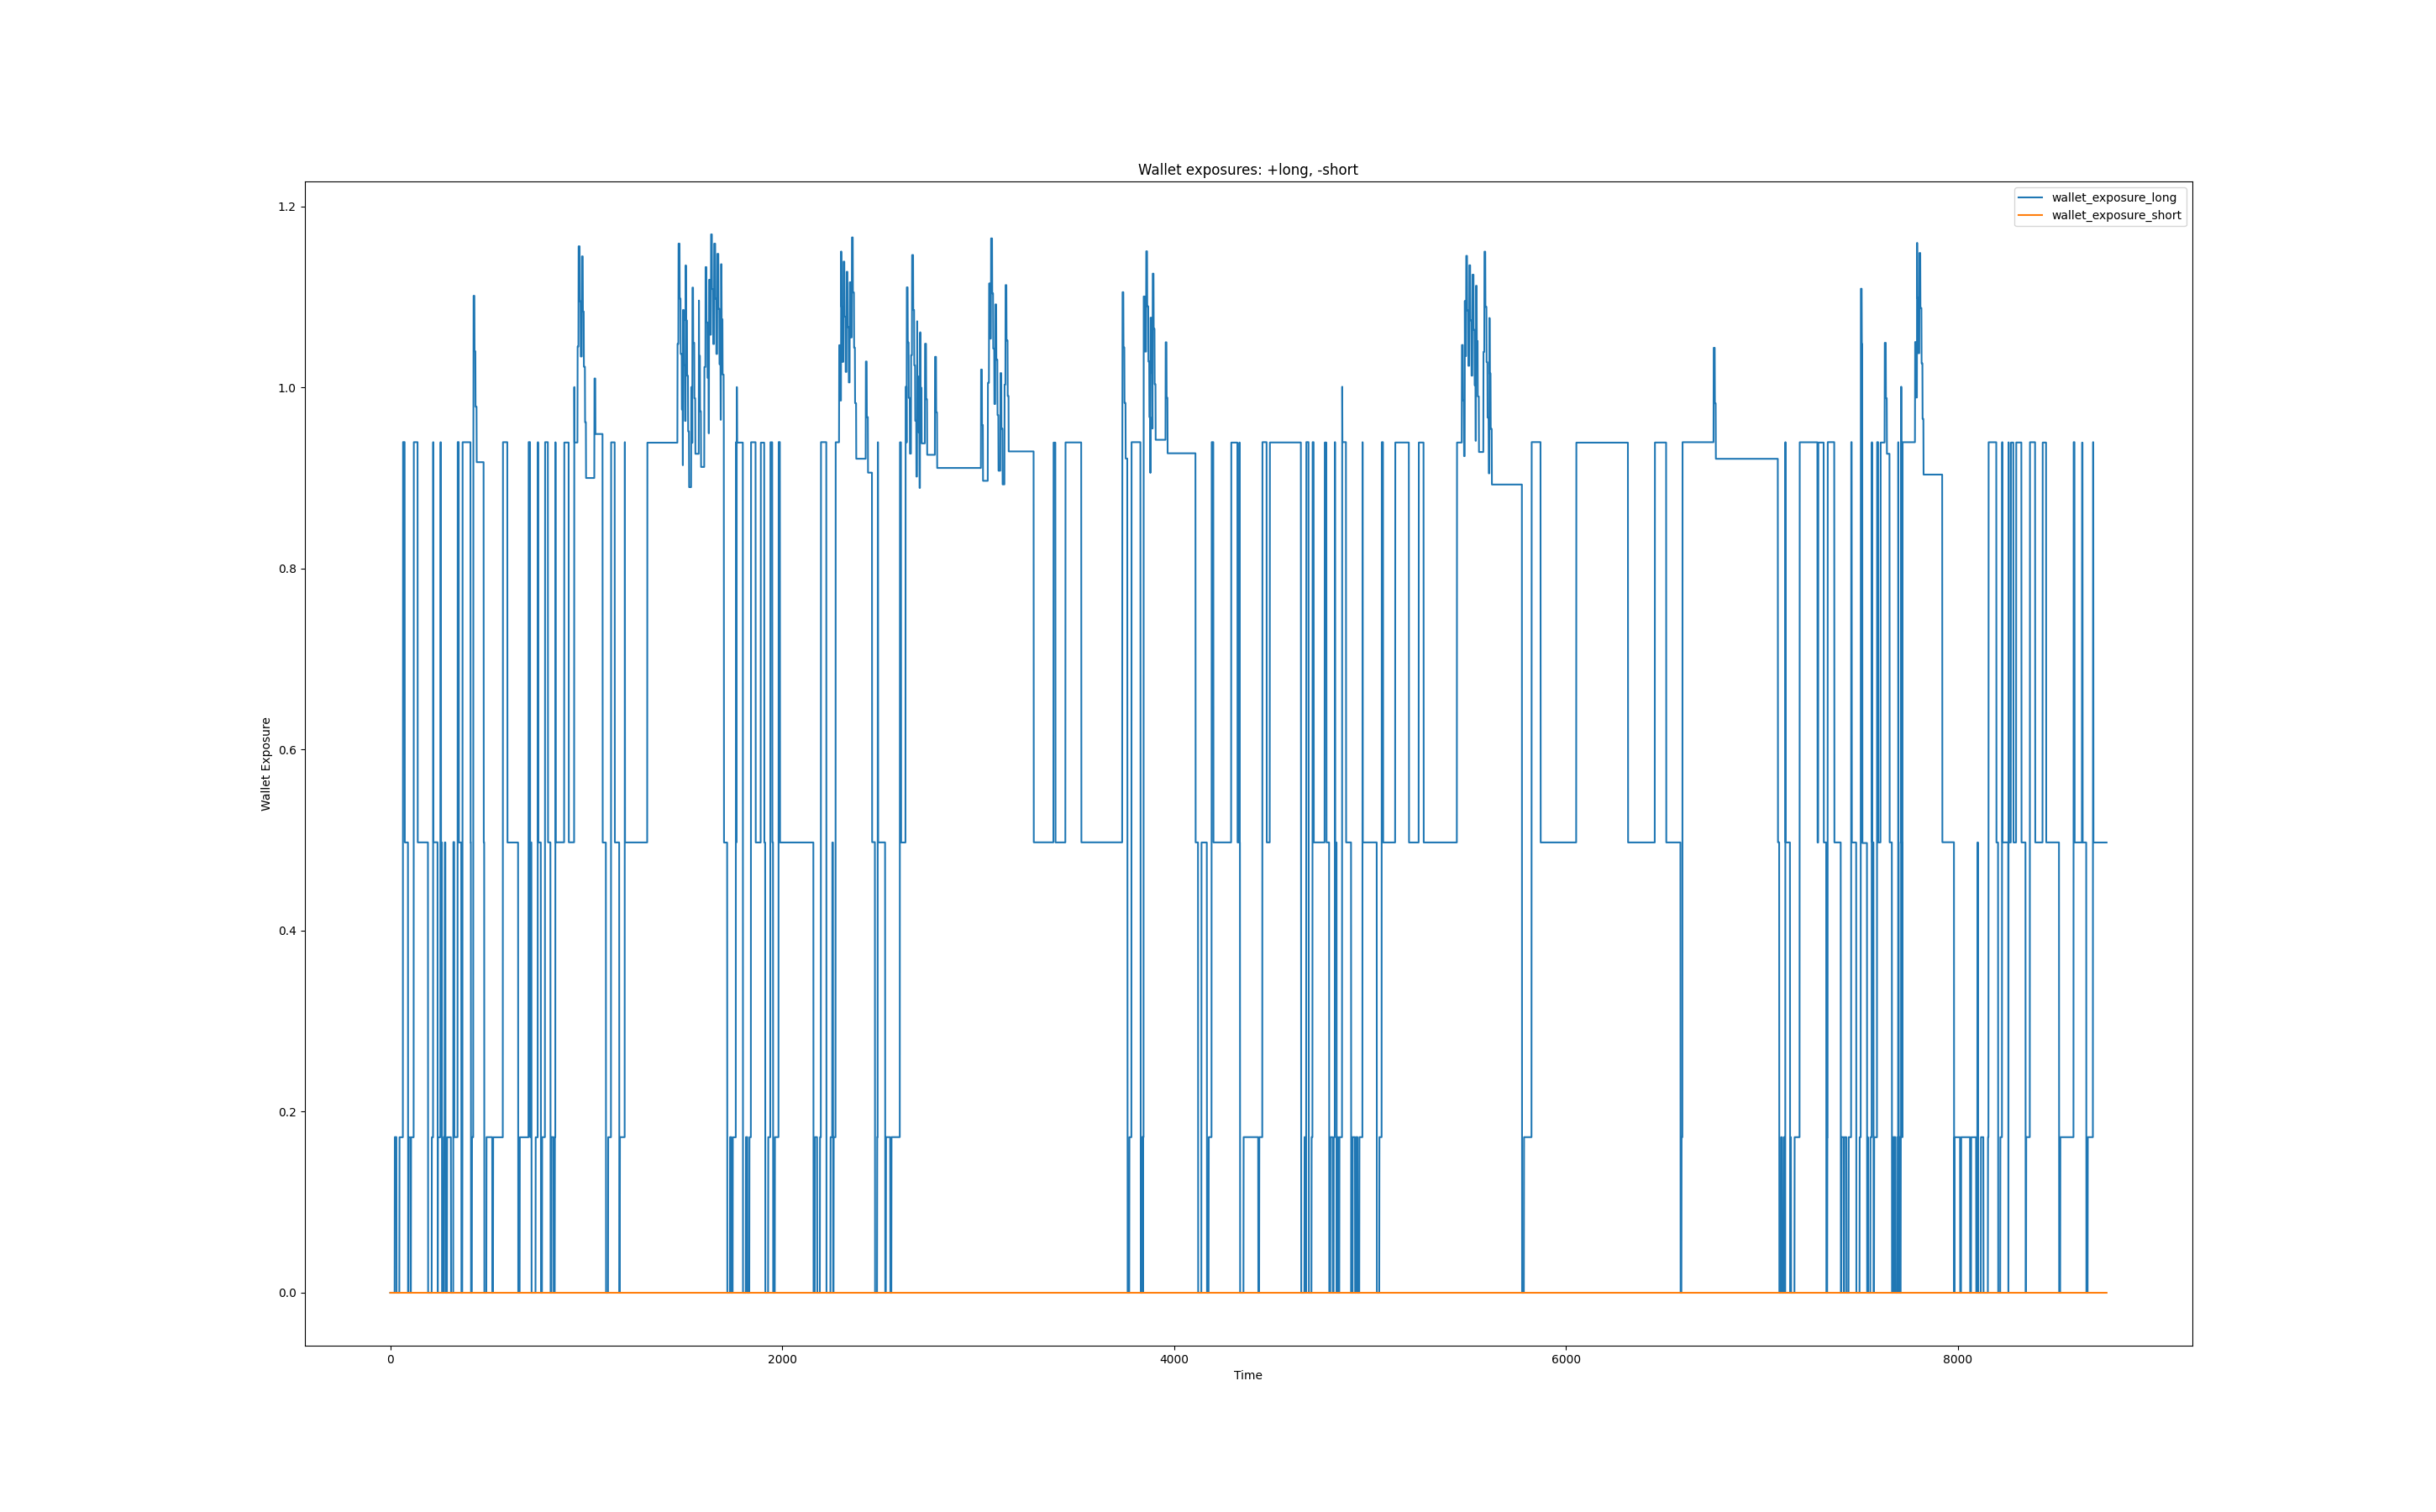 Wallet exposures: +long, -short
wallet_exposure_long
wallet_exposure_short
1.2
1.0
0.8
0.6
0.4
0.2
0.0
Wallet Exposure
0
2000
4000
6000
8000
Time